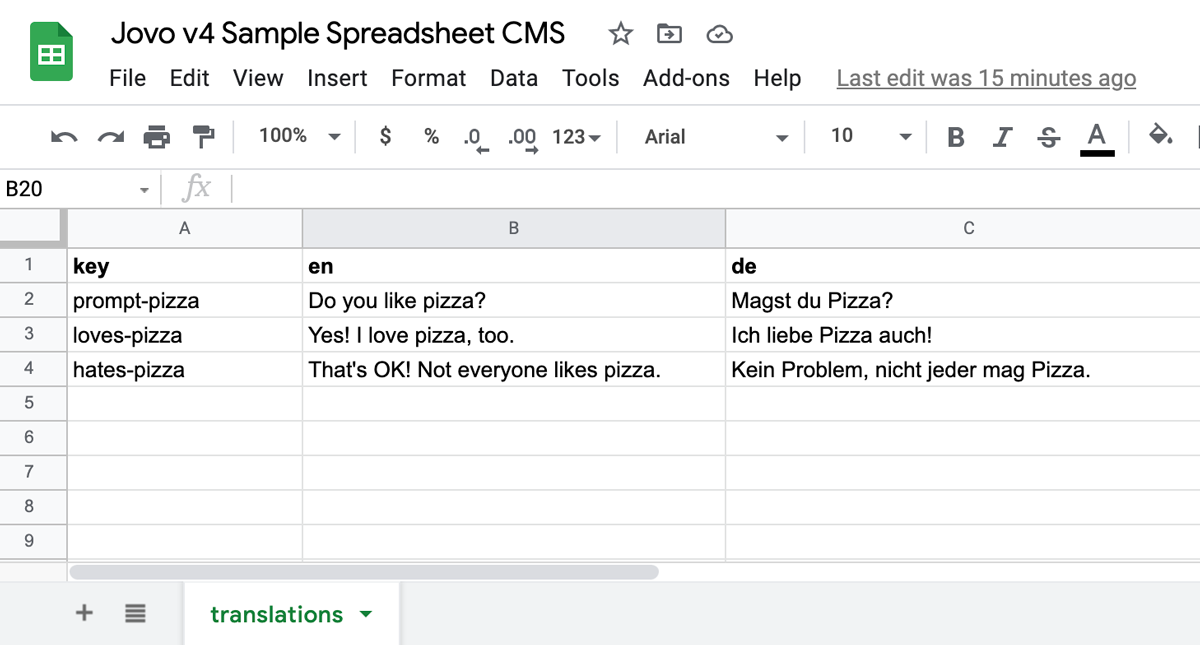 Jovo v4 Sample Spreadsheet CMS
File Edit View Insert Format Data Tools Add-ons Help Last edit was 15 minutes ago
100% $ % .0 .00 123 Arial 10 B I S A
B20 fx
A B C
1 key en de
2 prompt-pizza Do you like pizza? Magst du Pizza?
3 loves-pizza Yes! I love pizza, too. Ich liebe Pizza auch!
4 hates-pizza That's OK! Not everyone likes pizza. Kein Problem, nicht jeder mag Pizza.
5
6
7
8
9
translations